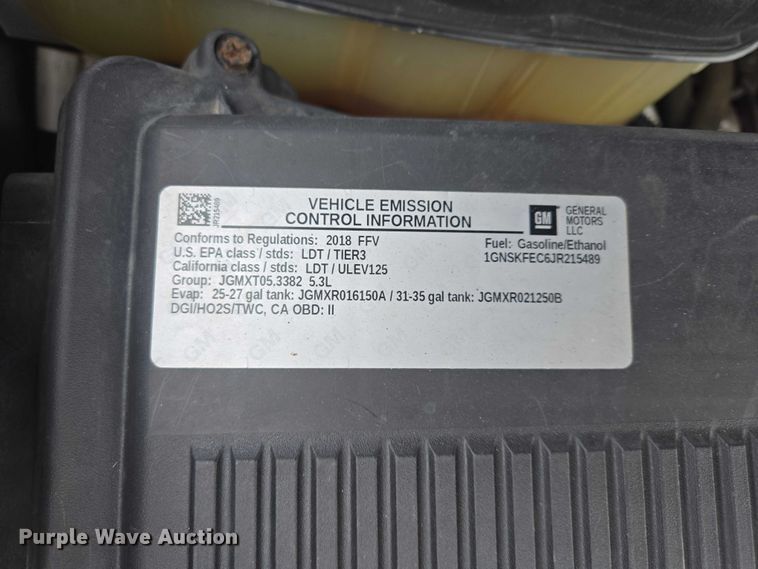 VEHICLE EMISSION
CONTROL INFORMATION
JR215489
GM
GENERAL
MOTORS
LLC
Conforms to Regulations: 2018 FFV
Fuel: Gasoline/Ethanol
U.S. EPA class / stds: LDT / TIER3
1GNSKFEC6JR215489
California class / stds: LDT / ULEV125
Group: JGMXT05.3382 5.3L
Evap: 25-27 gal tank: JGMXR016150A / 31-35 gal tank: JGMXR021250B
DGI/HO2S/TWC, CA OBD: II
Purple Wave Auction